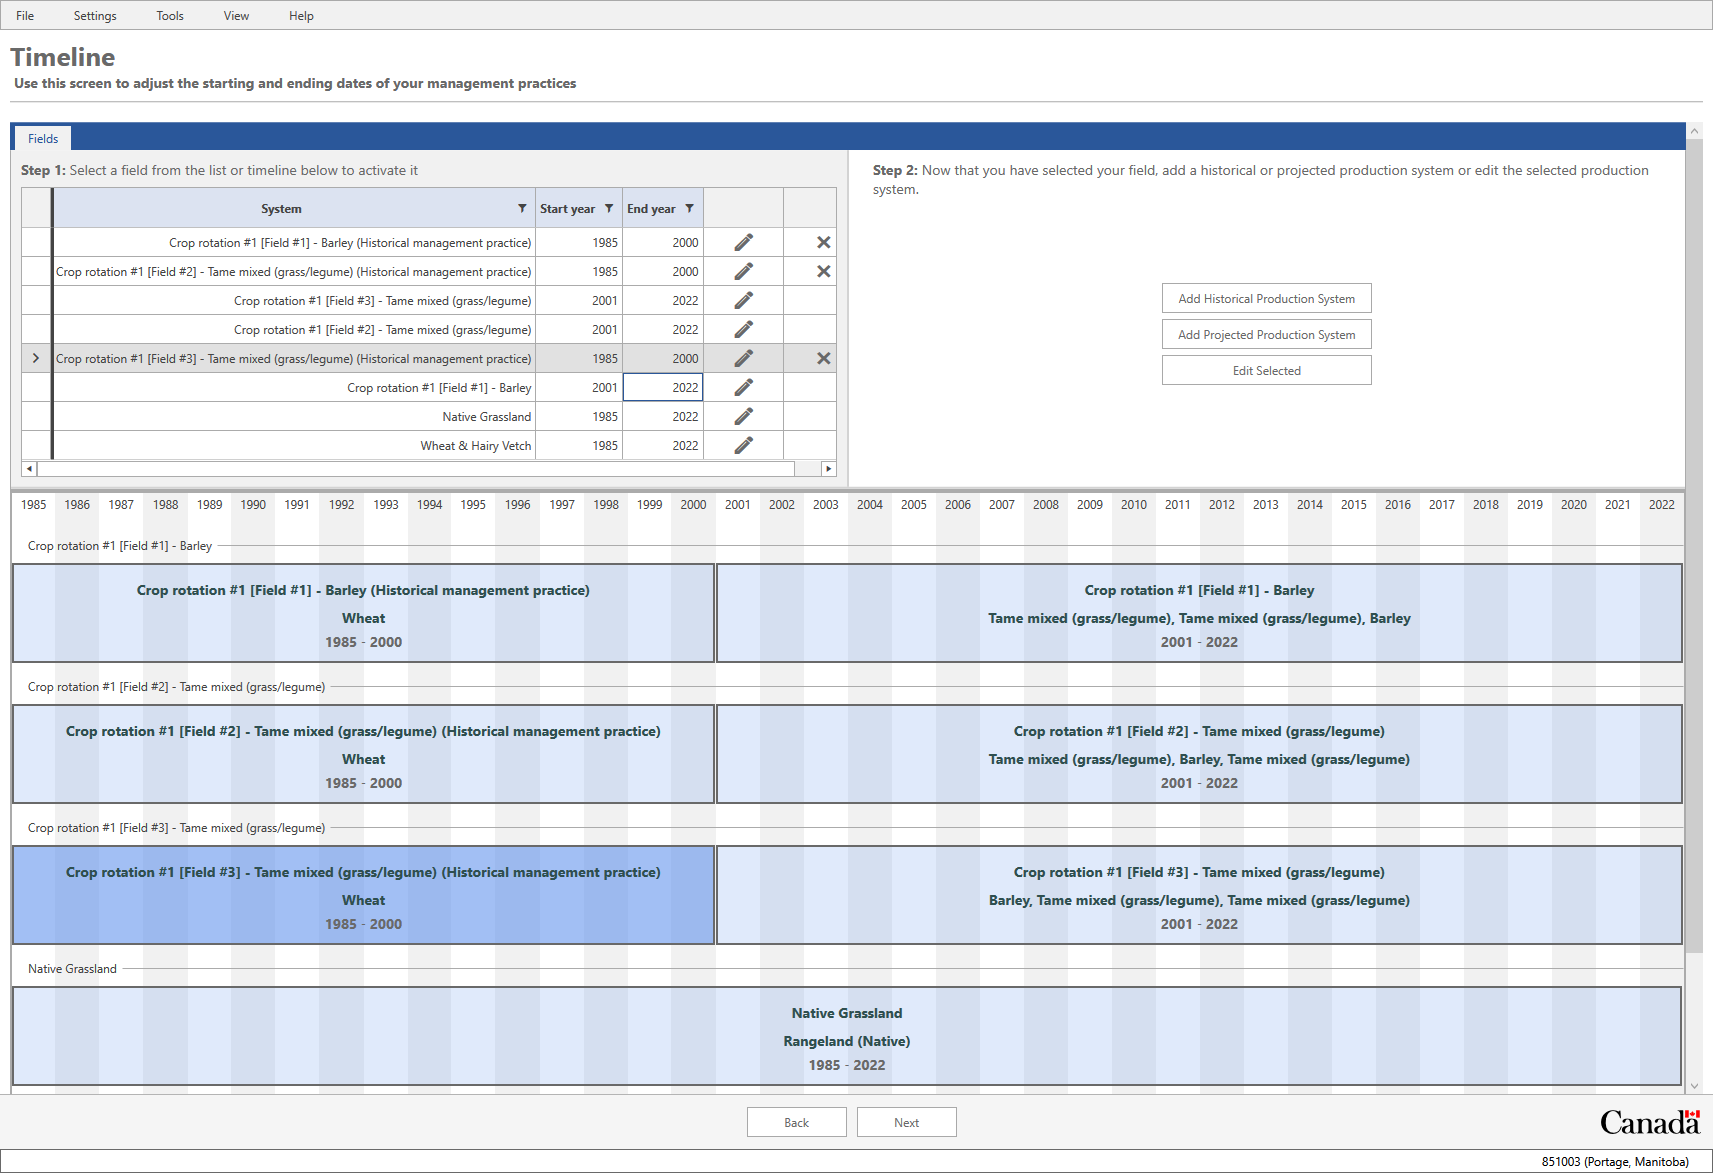 File Settings Tools View Help
Timeline
Use this screen to adjust the starting and ending dates of your management practices
Fields
Step 1: Select a field from the list or timeline below to activate it
System Start year End year
Crop rotation #1 [Field #1] - Barley (Historical management practice) 1985 2000
Crop rotation #1 [Field #2] - Tame mixed (grass/legume) (Historical management practice) 1985 2000
Crop rotation #1 [Field #3] - Tame mixed (grass/legume) 2001 2022
Crop rotation #1 [Field #2] - Tame mixed (grass/legume) 2001 2022
Crop rotation #1 [Field #3] - Tame mixed (grass/legume) (Historical management practice) 1985 2000
Crop rotation #1 [Field #1] - Barley 2001 2022
Native Grassland 1985 2022
Wheat & Hairy Vetch 1985 2022
Step 2: Now that you have selected your field, add a historical or projected production system or edit the selected production
system.
Add Historical Production System
Add Projected Production System
Edit Selected
1985 1986 1987 1988 1989 1990 1991 1992 1993 1994 1995 1996 1997 1998 1999 2000 2001 2002 2003 2004 2005 2006 2007 2008 2009 2010 2011 2012 2013 2014 2015 2016 2017 2018 2019 2020 2021 2022
Crop rotation #1 [Field #1] - Barley
Crop rotation #1 [Field #1] - Barley (Historical management practice)
Wheat
1985 - 2000
Crop rotation #1 [Field #1] - Barley
Tame mixed (grass/legume), Tame mixed (grass/legume), Barley
2001 - 2022
Crop rotation #1 [Field #2] - Tame mixed (grass/legume)
Crop rotation #1 [Field #2] - Tame mixed (grass/legume) (Historical management practice)
Wheat
1985 - 2000
Crop rotation #1 [Field #2] - Tame mixed (grass/legume)
Tame mixed (grass/legume), Barley, Tame mixed (grass/legume)
2001 - 2022
Crop rotation #1 [Field #3] - Tame mixed (grass/legume)
Crop rotation #1 [Field #3] - Tame mixed (grass/legume) (Historical management practice)
Wheat
1985 - 2000
Crop rotation #1 [Field #3] - Tame mixed (grass/legume)
Barley, Tame mixed (grass/legume), Tame mixed (grass/legume)
2001 - 2022
Native Grassland
Native Grassland
Rangeland (Native)
1985 - 2022
Back Next
Canada
851003 (Portage, Manitoba)